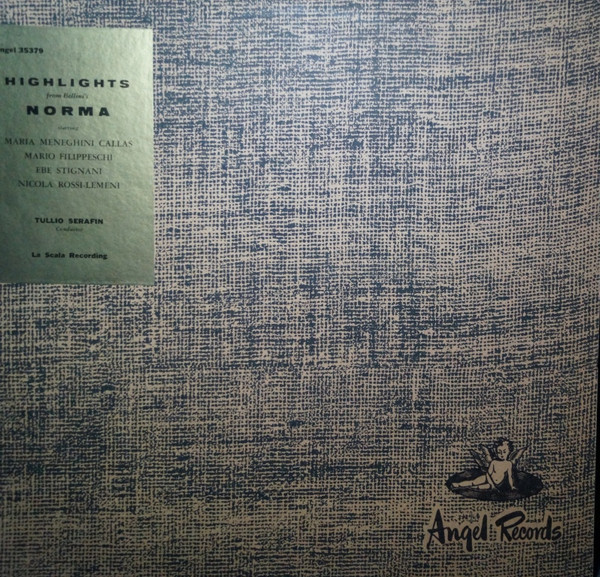 ngel 35379
HIGHLIGHTS
from Bellini's
NORMA
starring
MARIA MENEGHINI CALLAS
MARIO FILIPPESCHI
EBE STIGNANI
NICOLA ROSSI-LEMENI
TULLIO SERAFIN
Conductor
La Scala Recording
Angel Records